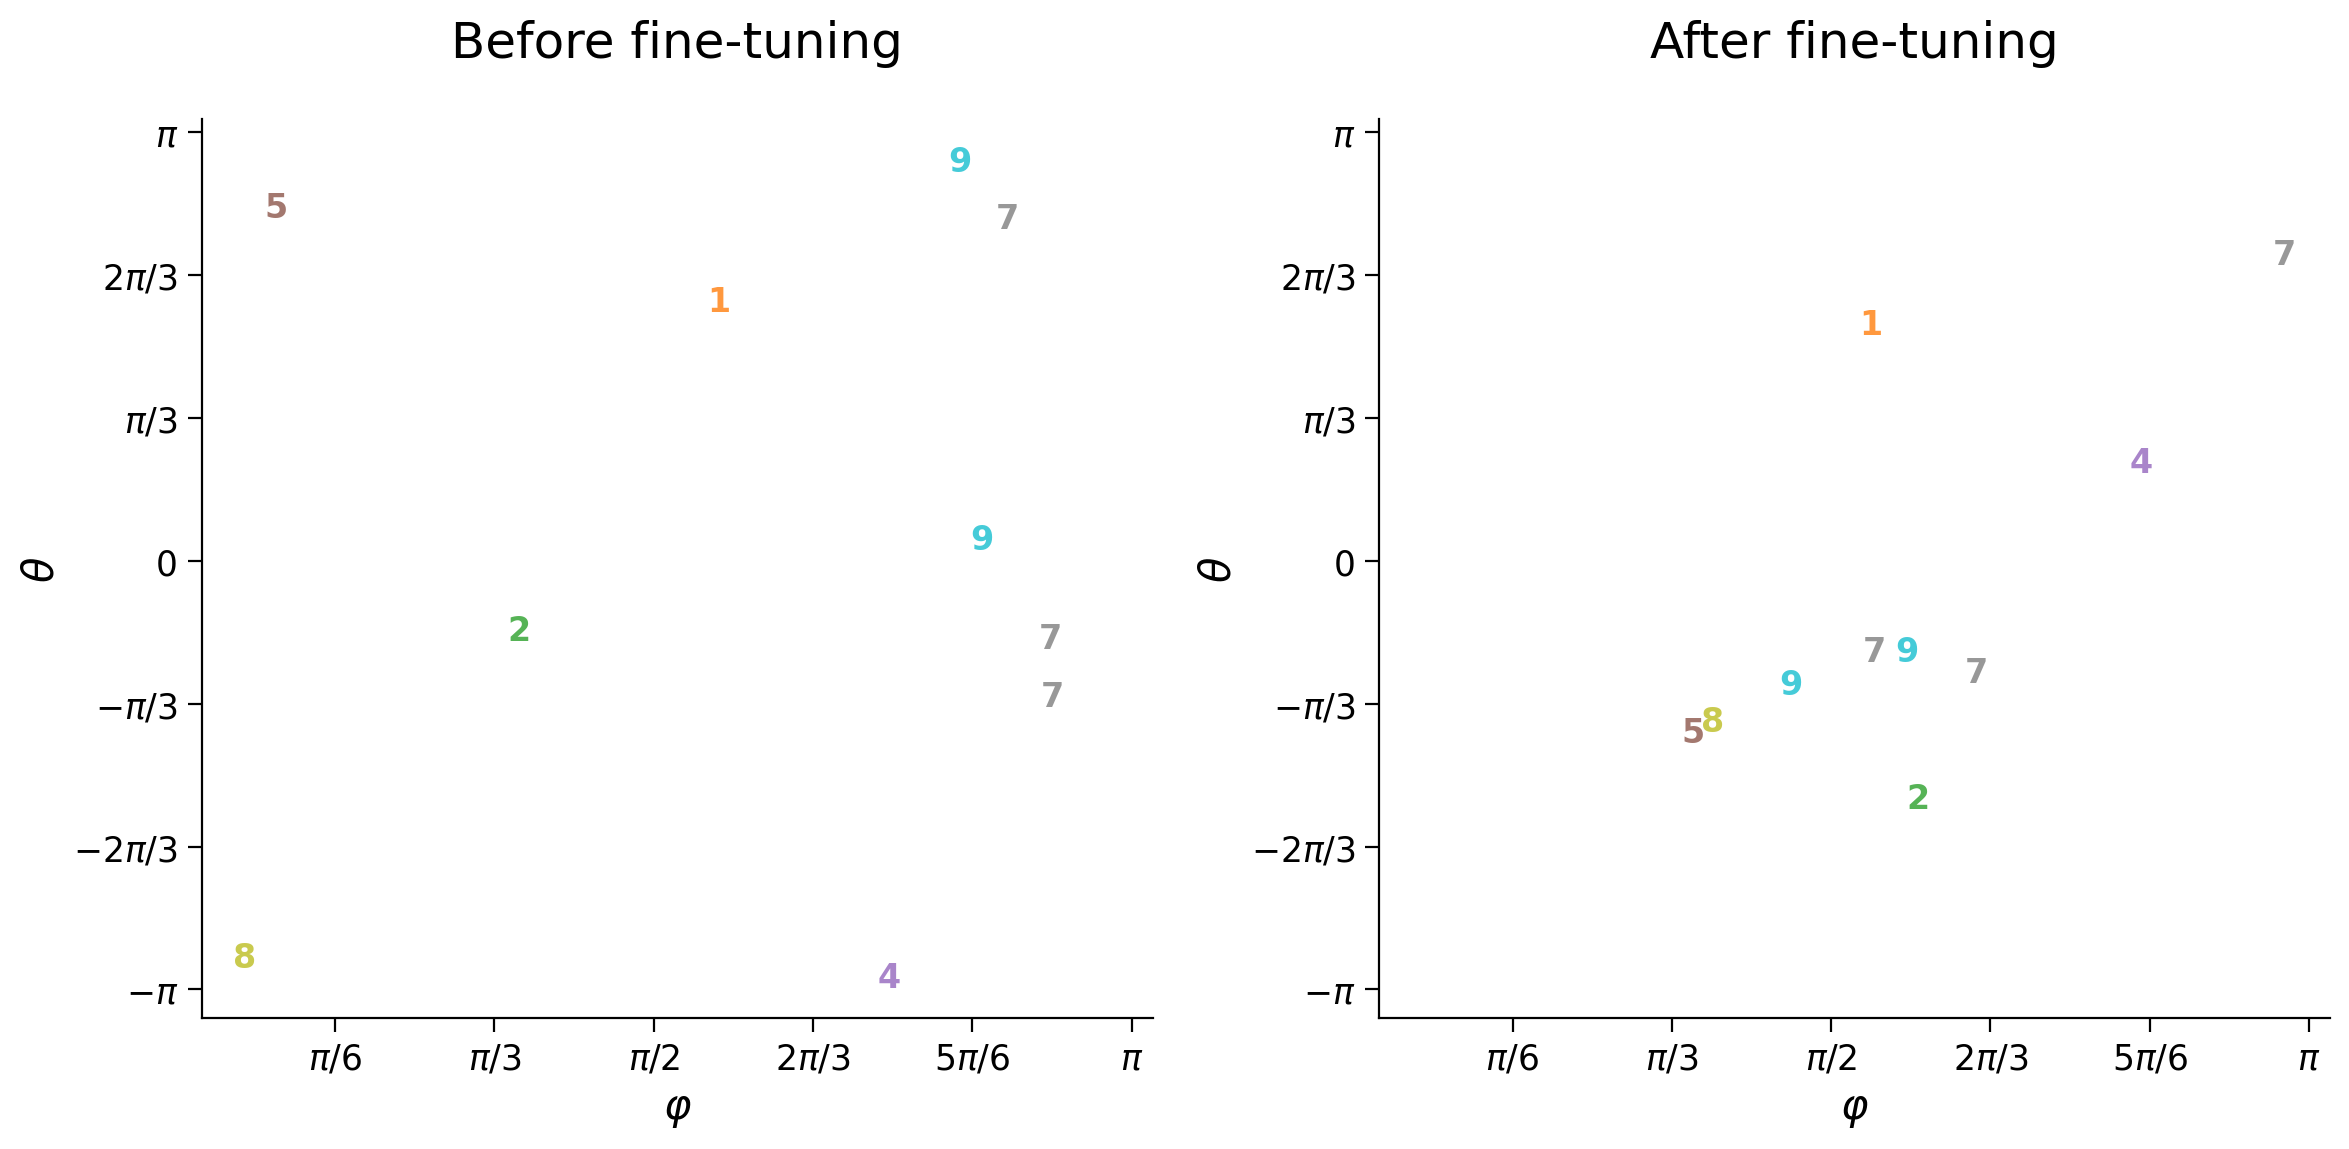 Before fine-tuning
π
2π/3
π/3
0
−π/3
−2π/3
−π
θ
9
5
7
1
9
2
7
7
8
4
π/6 π/3 π/2 2π/3 5π/6 π
φ
After fine-tuning
π
2π/3
π/3
0
−π/3
−2π/3
−π
θ
7
1
4
7 9
7
9
8
5
2
π/6 π/3 π/2 2π/3 5π/6 π
φ